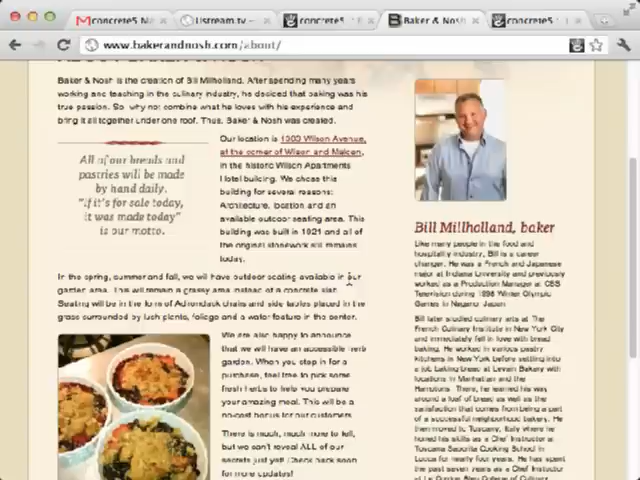 concrete5 N
Ustream.tv –
concrete5 : E
Baker & Nosh
concrete5 : 
www.bakerandnosh.com/about/
Baker & Nosh is the creation of Bill Milholland. After spending many years
working and teaching in the culinary industry, he decided that baking was his
true passion. So why not combine what he loves with his experience and
bring it all together under one roof. Thus, Baker & Nosh was created.
All of our breads and
pastries will be made
by hand daily.
"if it's for sale today,
it was made today"
is our motto.
Our location is 1303 Wilson Avenue,
at the corner of Wilson and Malden,
in the historic Wilson Apartments
Hotel building. We chose this
building for several reasons:
Architecture, location and an
available outdoor seating area. This
building was built in 1921 and all of
the original stonework still remains
today.
In the spring, summer and fall, we will have outdoor seating available in our
garden area. This will remain a grassy area instead of a concrete slab.
Seating will be in the form of Adirondack chairs and side tables placed in the
grass surrounded by lush plants, foliage and a water feature in the center.
We are also happy to announce
that we will have an accessible herb
garden. When you stop in for a
purchase, feel free to pick some
fresh herbs to help you prepare
your amazing meal. This will be a
no-cost bonus for our customers.
There is much, much more to tell,
but we can't reveal ALL of our
secrets just yet! Check back soon
for more updates!
Bill Millholland, baker
Like many people in the food and
hospitality industry, Bill is a career
changer. He was a French and Japanese
major at Indiana University and previously
worked as a Production Manager at CBS
Television during 1998 Winter Olympic
Games in Nagano Japan.
Bill later studied culinary arts at The
French Culinary Institute in New York City
and immediately fell in love with bread
baking. He worked in various pastry
kitchens in New York before settling into
a job baking bread at Levain Bakery with
locations in Manhattan and the
Hamptons. There, he learned his way
around a loaf of bread as well as the
satisfaction that comes from being a part
of a successful neighborhood bakery. He
then moved to Tuscany, Italy where he
honed his skills as a Chef Instructor at
Toscana Saporita Cooking School in
Lucca for nearly four years. He has spent
the past seven years as a Chef Instructor
at Le Cordon Bleu College of Culinary